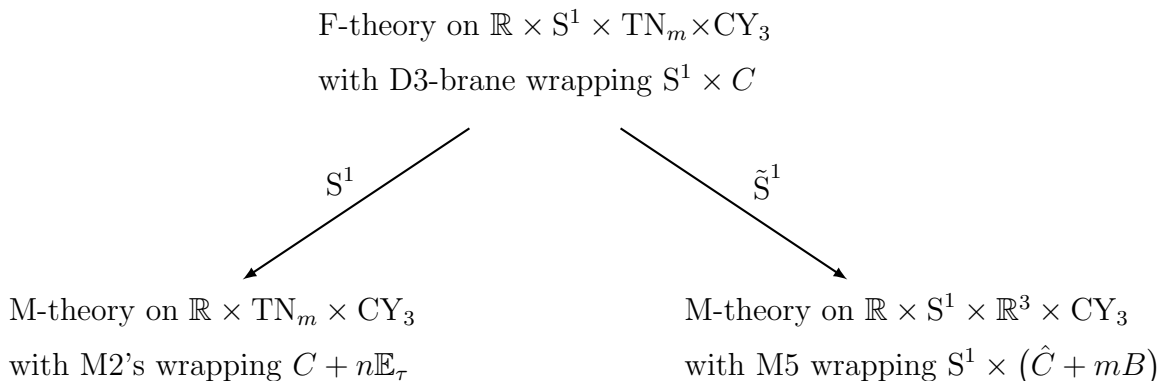 F-theory on ℝ × S¹ × TNₘ×CY₃
with D3-brane wrapping S¹ × C
S¹
S̃¹
M-theory on ℝ × TNₘ × CY₃
with M2's wrapping C + n𝔼_τ
M-theory on ℝ × S¹ × ℝ³ × CY₃
with M5 wrapping S¹ × (Ĉ + mB)